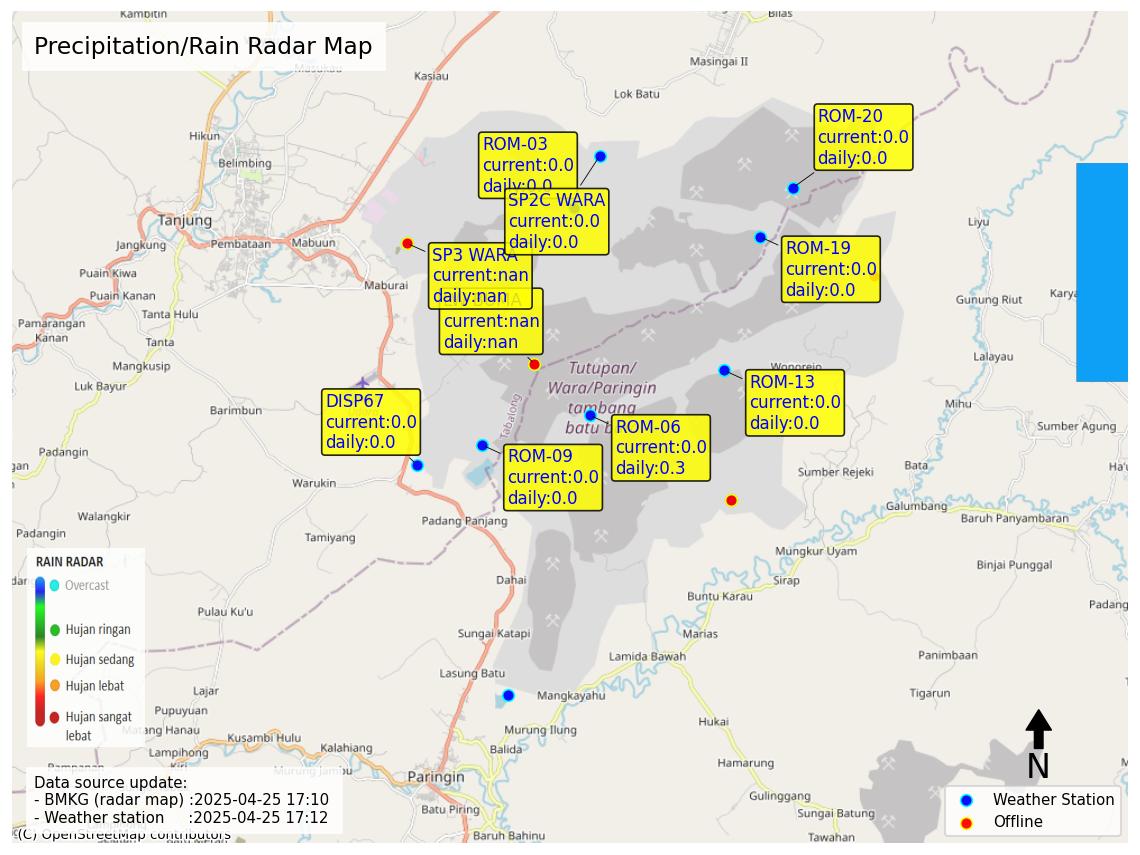 Kambitin
Bilas
Precipitation/Rain Radar Map
Masukau
Kasiau
Masingai II
Lok Batu
Hikun
Belimbing
ROM-20
current:0.0
daily:0.0
ROM-03
current:0.0
daily:0.0
SP2C WARA
current:0.0
daily:0.0
Tanjung
Jangkung
Pembataan
Mabuun
Liyu
SP3 WARA
current:nan
daily:nan
ROM-19
current:0.0
daily:0.0
Puain Kiwa
Maburai
Puain Kanan
Gunung Riut
Karya
Tanta Hulu
current:nan
daily:nan
Pamarangan
Kanan
Tanta
Lalayau
Mangkusip
Tutupan/
Wara/Paringin
tambang
batu b
Wonorejo
Luk Bayur
ROM-13
current:0.0
daily:0.0
Tabalong
DISP67
current:0.0
daily:0.0
Barimbun
Mihu
ROM-06
current:0.0
daily:0.3
Sumber Agung
ROM-09
current:0.0
daily:0.0
Padangin
Bata
Sumber Rejeki
Warukin
Galumbang
Walangkir
Padang Panjang
Baruh Panyambaran
Padangin
Tamiyang
Mungkur Uyam
Binjai Punggal
RAIN RADAR
Overcast
Hujan ringan
Hujan sedang
Hujan lebat
Hujan sangat
lebat
Dahai
Sirap
Buntu Karau
Padang
Pulau Ku'u
Sungai Katapi
Marias
Lamida Bawah
Panimbaan
Lasung Batu
Lajar
Mangkayahu
Tigarun
Pupuyuan
Matang Hanau
Kusambi Hulu
Murung Ilung
Hukai
Lampihong
Kalahiang
Balida
Hamarung
N
Murung Jambu
Paringin
Data source update:
- BMKG (radar map) :2025-04-25 17:10
- Weather station :2025-04-25 17:12
Gulinggang
Weather Station
Offline
Batu Piring
Sungai Batung
Baruh Bahinu
Tawahan
(C) OpenStreetMap contributors